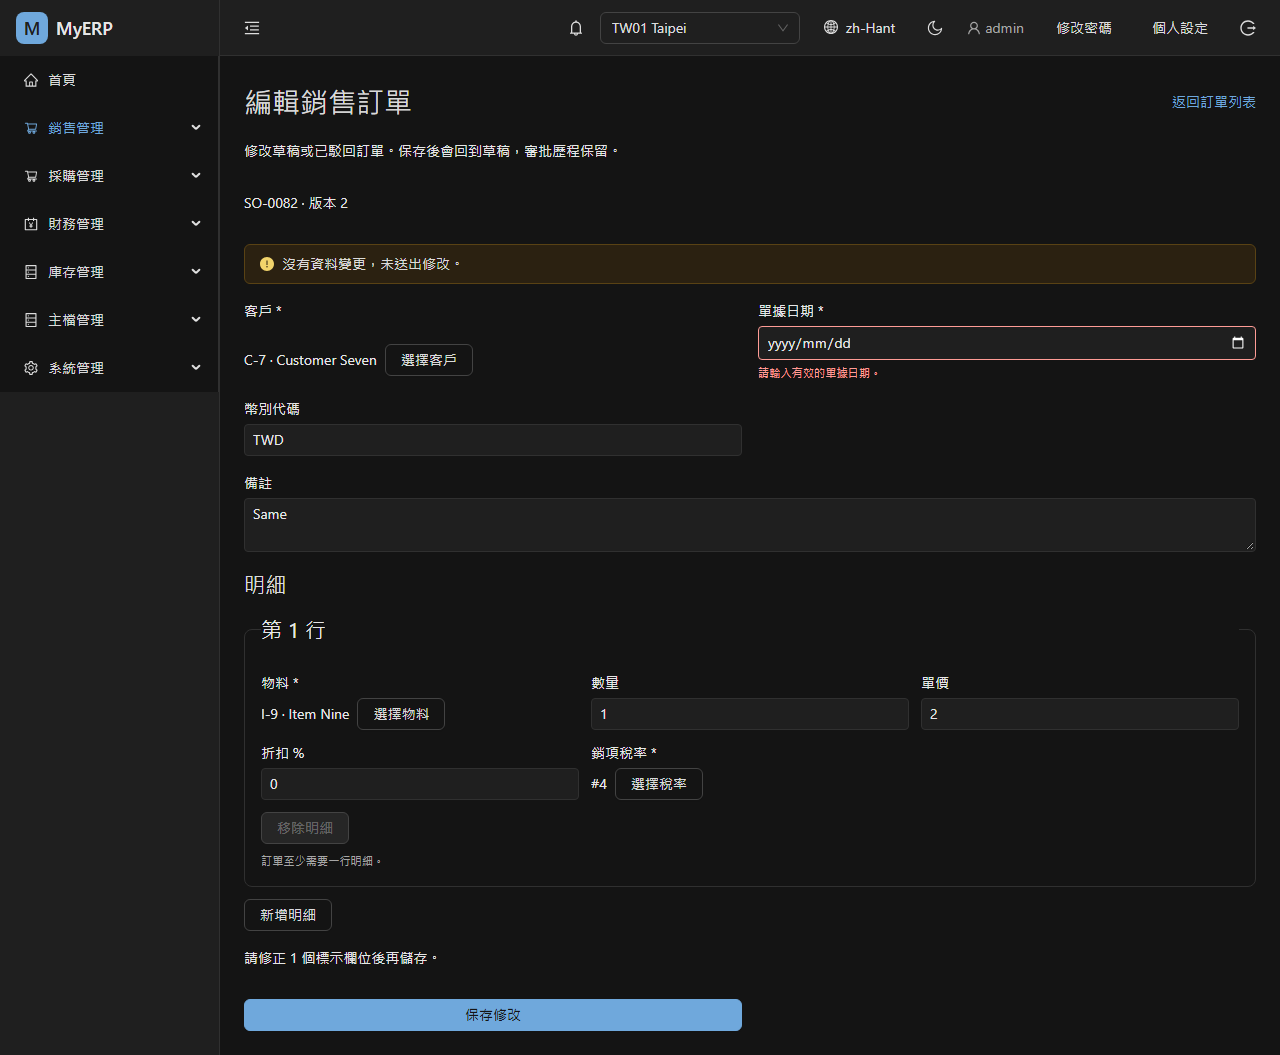 M MyERP
TW01 Taipei
zh-Hant
admin
修改密碼
個人設定
首頁
銷售管理
採購管理
財務管理
庫存管理
主檔管理
系統管理
編輯銷售訂單
返回訂單列表
修改草稿或已駁回訂單。保存後會回到草稿，審批歷程保留。
SO-0082 · 版本 2
沒有資料變更，未送出修改。
客戶 *
C-7 · Customer Seven
選擇客戶
單據日期 *
yyyy/mm/dd
請輸入有效的單據日期。
幣別代碼
TWD
備註
Same
明細
第 1 行
物料 *
I-9 · Item Nine
選擇物料
數量
1
單價
2
折扣 %
0
銷項稅率 *
#4
選擇稅率
移除明細
訂單至少需要一行明細。
新增明細
請修正 1 個標示欄位後再儲存。
保存修改